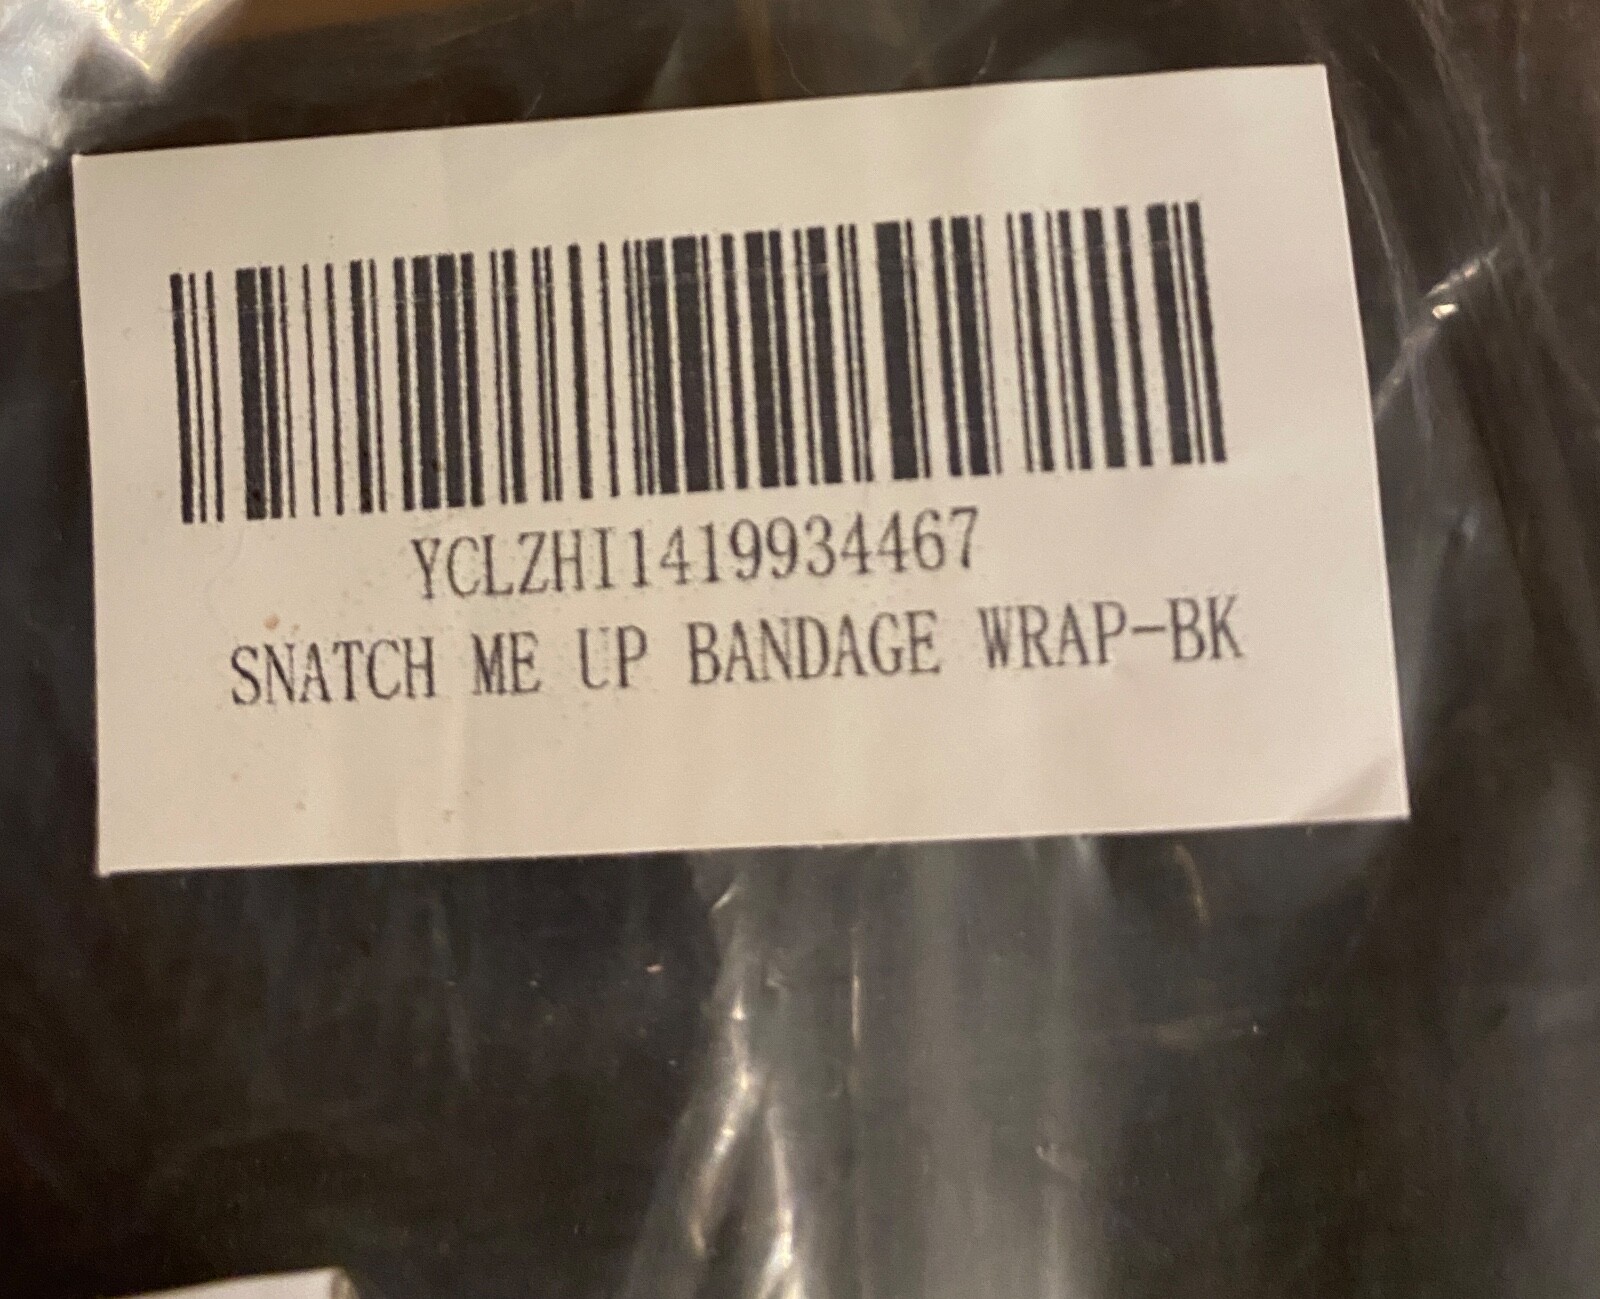 YCLZHI1419934467
SNATCH ME UP BANDAGE WRAP-BK